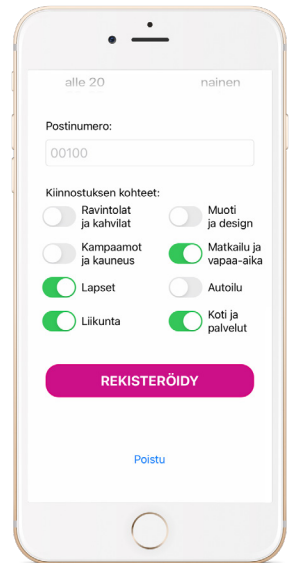 alle 20 nainen
Postinumero:
00100
Kiinnostuksen kohteet:
Ravintolat
ja kahvilat
Muoti
ja design
Kampaamot
ja kauneus
Matkailu ja
vapaa-aika
Lapset
Autoilu
Liikunta
Koti ja
palvelut
REKISTERÖIDY
Poistu